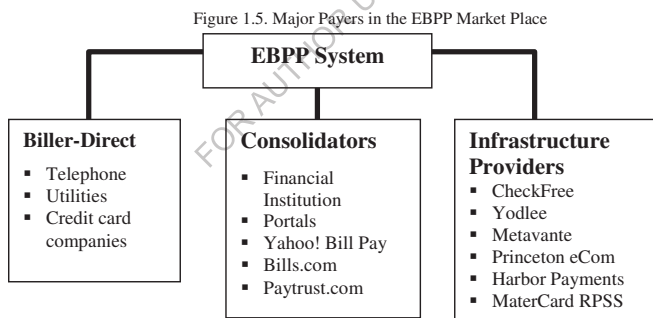 Figure 1.5. Major Payers in the EBPP Market Place
FOR AUTHOR U
EBPP System
Biller-Direct
▪ Telephone
▪ Utilities
▪ Credit card
companies
Consolidators
▪ Financial
Institution
▪ Portals
▪ Yahoo! Bill Pay
▪ Bills.com
▪ Paytrust.com
Infrastructure
Providers
▪ CheckFree
▪ Yodlee
▪ Metavante
▪ Princeton eCom
▪ Harbor Payments
▪ MaterCard RPSS